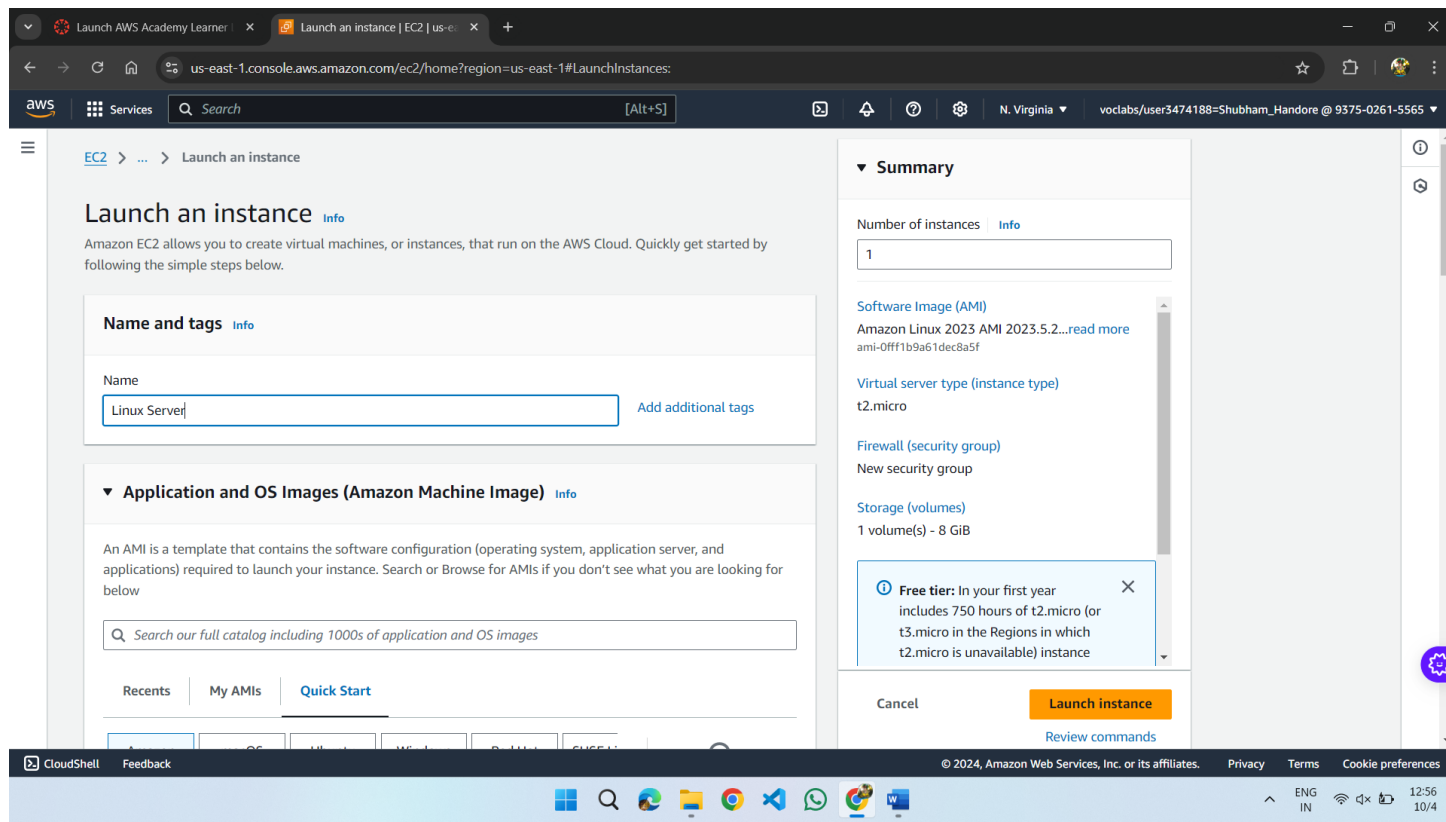 Launch AWS Academy Learner
Launch an instance | EC2 | us-ea
us-east-1.console.aws.amazon.com/ec2/home?region=us-east-1#LaunchInstances:
aws
Services
Search
[Alt+S]
N. Virginia
voclabs/user3474188=Shubham_Handore @ 9375-0261-5565
EC2 > ... > Launch an instance
Launch an instance Info
Amazon EC2 allows you to create virtual machines, or instances, that run on the AWS Cloud. Quickly get started by
following the simple steps below.
Name and tags Info
Name
Linux Server
Add additional tags
Application and OS Images (Amazon Machine Image) Info
An AMI is a template that contains the software configuration (operating system, application server, and
applications) required to launch your instance. Search or Browse for AMIs if you don't see what you are looking for
below
Search our full catalog including 1000s of application and OS images
Recents
My AMIs
Quick Start
Summary
Number of instances Info
1
Software Image (AMI)
Amazon Linux 2023 AMI 2023.5.2...read more
ami-0fff1b9a61dec8a5f
Virtual server type (instance type)
t2.micro
Firewall (security group)
New security group
Storage (volumes)
1 volume(s) - 8 GiB
Free tier: In your first year
includes 750 hours of t2.micro (or
t3.micro in the Regions in which
t2.micro is unavailable) instance
Cancel
Launch instance
Review commands
CloudShell
Feedback
© 2024, Amazon Web Services, Inc. or its affiliates.
Privacy
Terms
Cookie preferences
ENG
IN
12:56
10/4